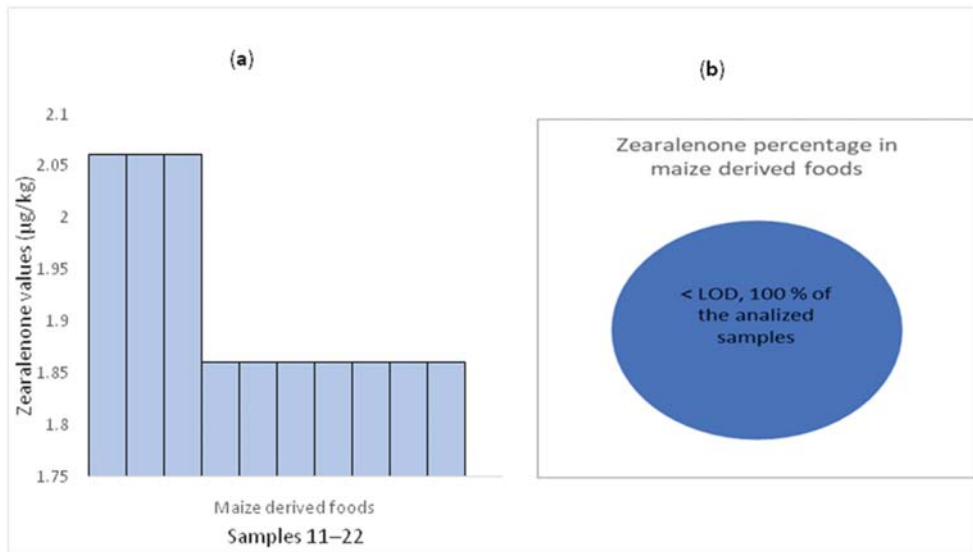 (a)
2.1
2.05
2
1.95
1.9
1.85
1.8
1.75
Zearalenone values (µg/kg)
Maize derived foods
Samples 11–22
(b)
Zearalenone percentage in
maize derived foods
< LOD, 100 % of
the analized
samples